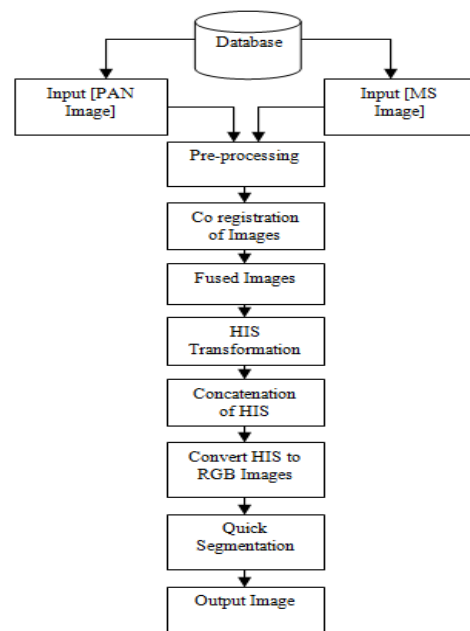 Database
Input [PAN
Image]
Input [MS
Image]
Pre-processing
Co registration
of Images
Fused Images
HIS
Transformation
Concatenation
of HIS
Convert HIS to
RGB Images
Quick
Segmentation
Output Image